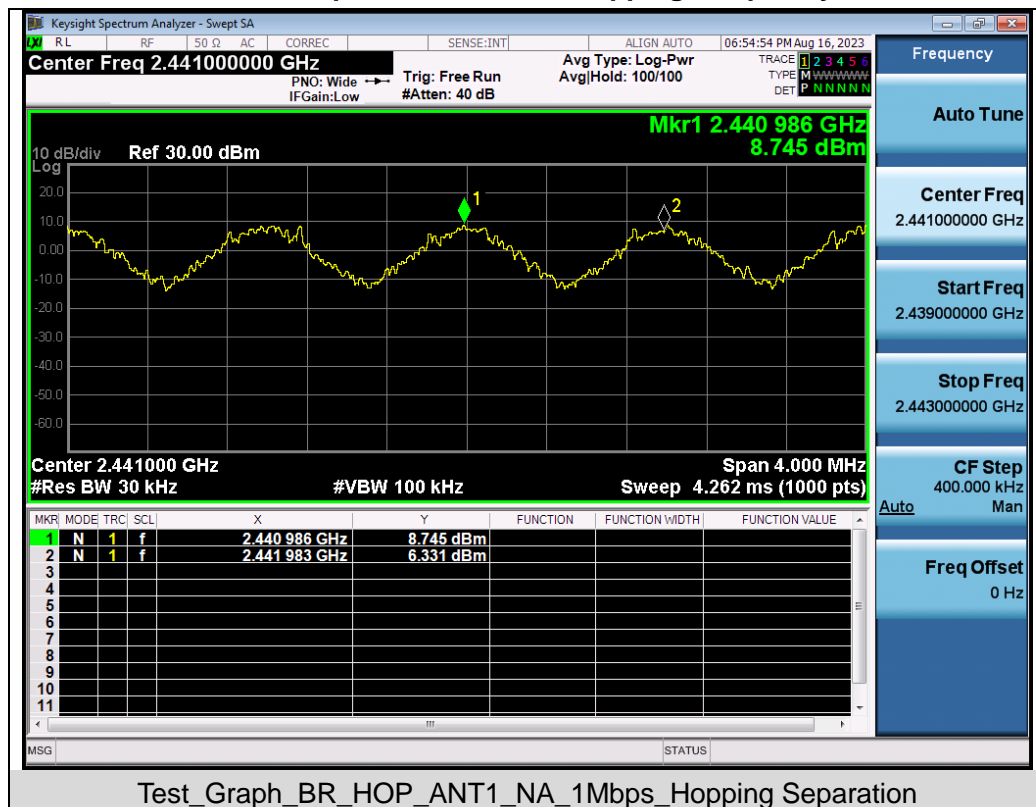 Keysight Spectrum Analyzer - Swept SA
LXI RL RF 50 Ω AC CORREC SENSE:INT ALIGN AUTO 06:54:54 PM Aug 16, 2023
Center Freq 2.441000000 GHz
PNO: Wide
IFGain:Low
Trig: Free Run
#Atten: 40 dB
Avg Type: Log-Pwr
Avg|Hold: 100/100
TRACE 1 2 3 4 5 6
TYPE M WWWWW
DET P N N N N N
Mkr1 2.440 986 GHz
8.745 dBm
10 dB/div Ref 30.00 dBm
Log
20.0
10.0
0.00
-10.0
-20.0
-30.0
-40.0
-50.0
-60.0
1
2
Center 2.441000 GHz Span 4.000 MHz
#Res BW 30 kHz #VBW 100 kHz Sweep 4.262 ms (1000 pts)
MKR MODE TRC SCL X Y FUNCTION FUNCTION WIDTH FUNCTION VALUE
1 N 1 f 2.440 986 GHz 8.745 dBm
2 N 1 f 2.441 983 GHz 6.331 dBm
3
4
5
6
7
8
9
10
11
MSG STATUS
Frequency
Auto Tune
Center Freq
2.441000000 GHz
Start Freq
2.439000000 GHz
Stop Freq
2.443000000 GHz
CF Step
400.000 kHz
Auto Man
Freq Offset
0 Hz
Test_Graph_BR_HOP_ANT1_NA_1Mbps_Hopping Separation